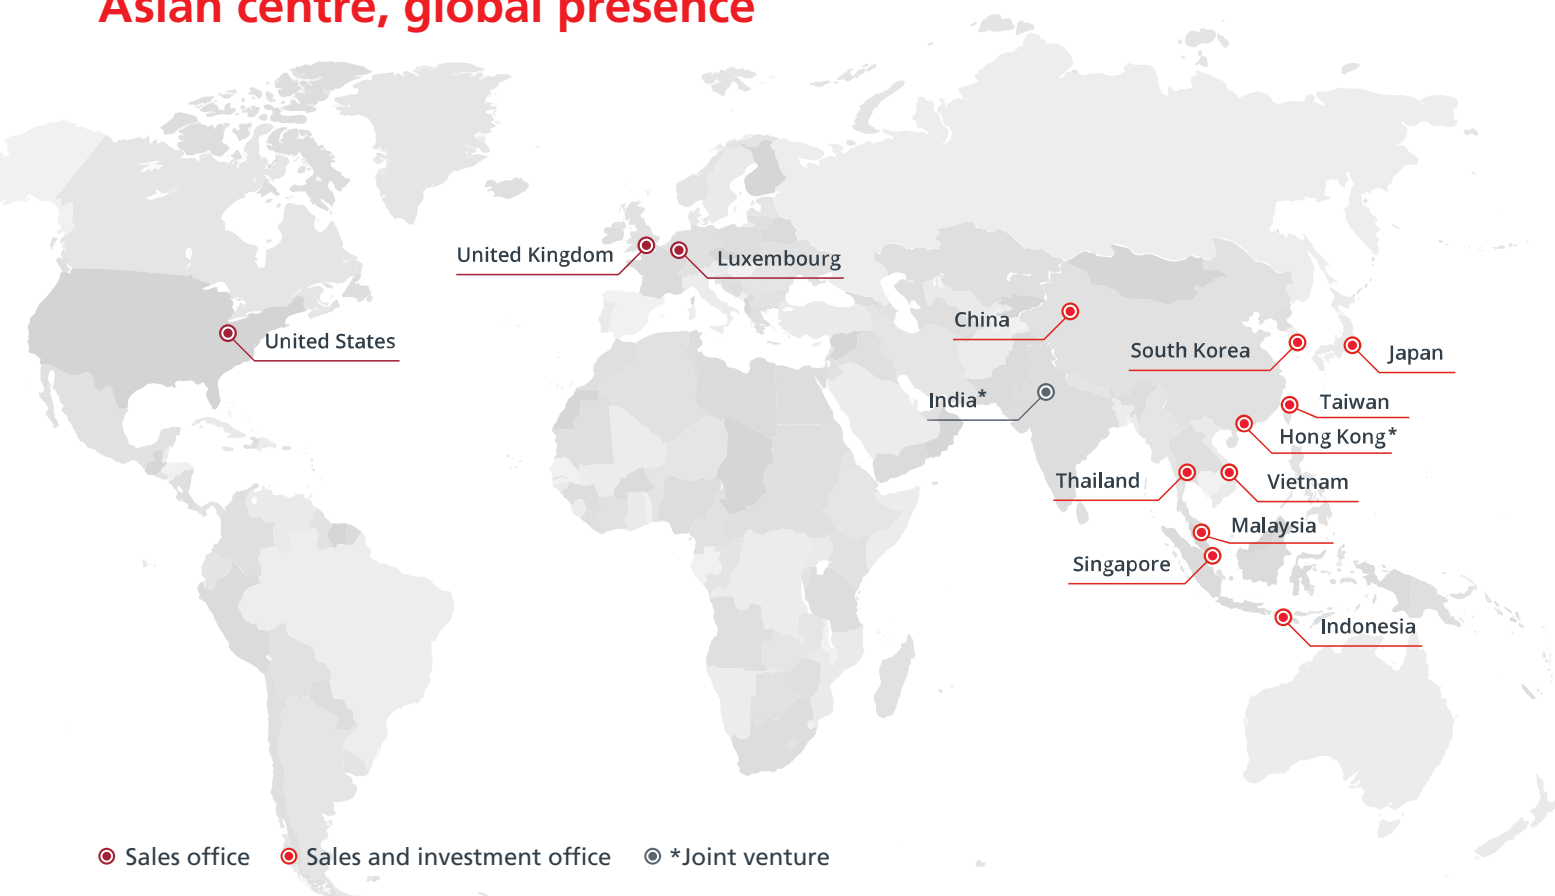 Asian centre, global presence
United Kingdom
Luxembourg
United States
China
South Korea
Japan
India*
Taiwan
Hong Kong*
Thailand
Vietnam
Malaysia
Singapore
Indonesia
Sales office
Sales and investment office
*Joint venture